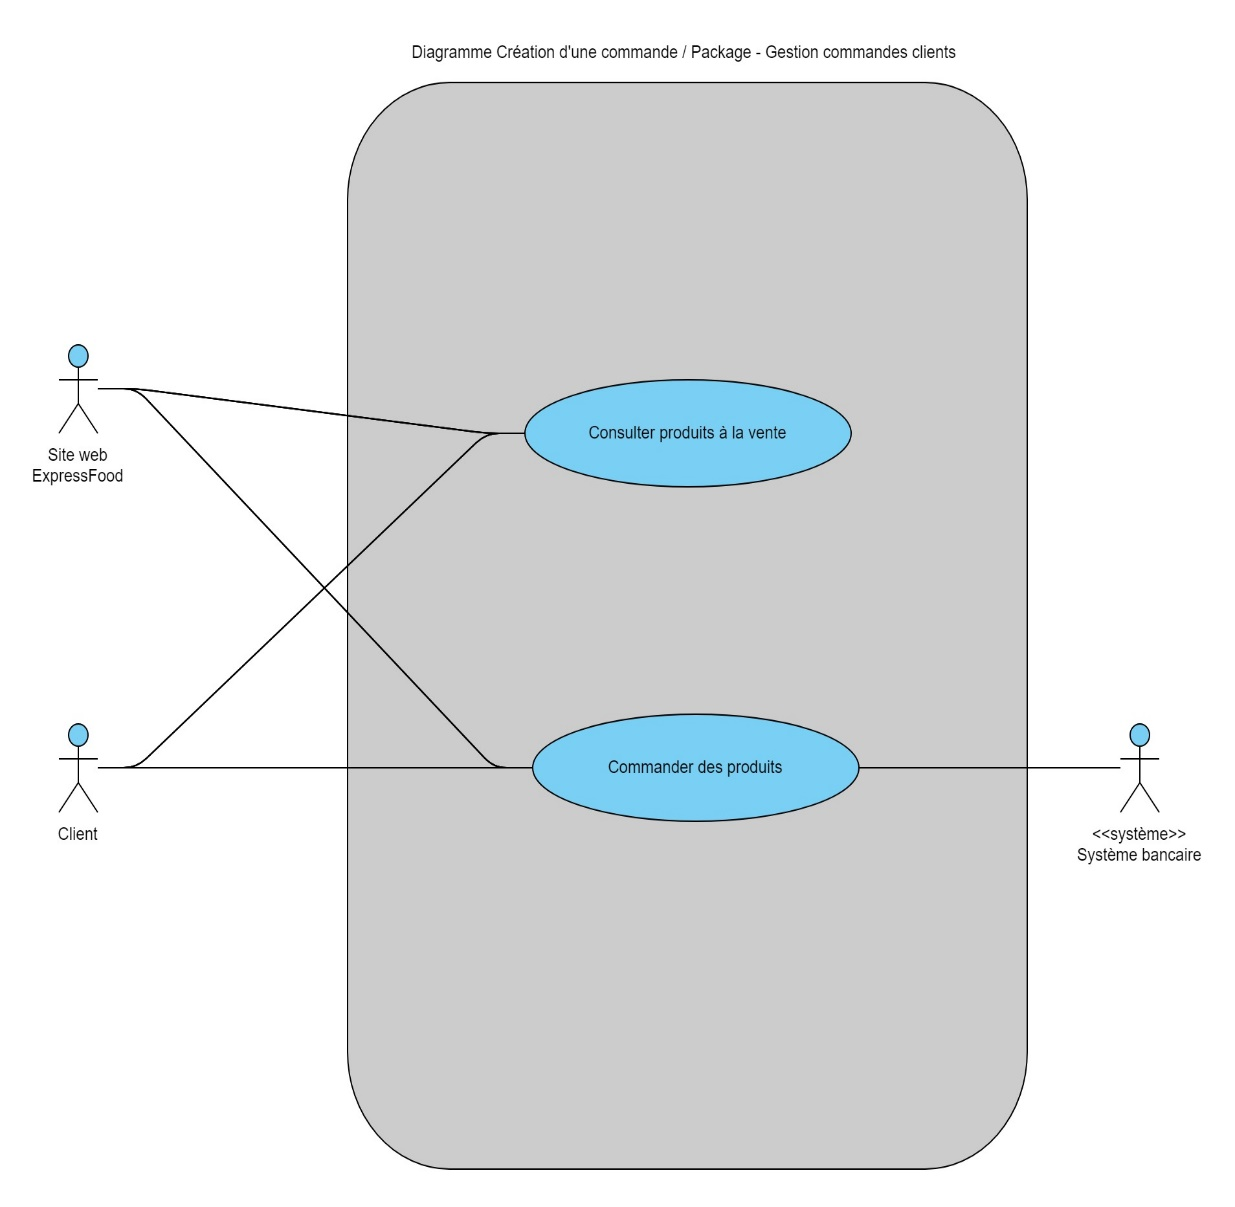 Diagramme Création d'une commande / Package - Gestion commandes clients
Site web
ExpressFood
Consulter produits à la vente
Client
Commander des produits
<<système>>
Système bancaire